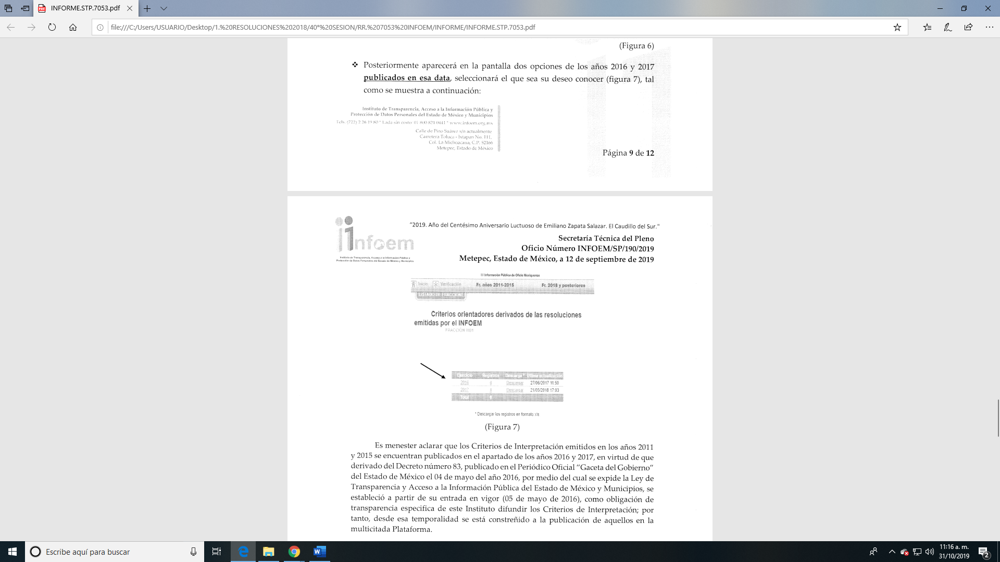 INFORME.STP.7053.pdf
file:///C:/Users/USUARIO/Desktop/1.%20RESOLUCIONES%202018/40°%20SESION/RR.%207053%20INFOEM/INFORME/INFORME.STP.7053.pdf
(Figura 6)
❖ Posteriormente aparecerá en la pantalla dos opciones de los años 2016 y 2017
publicados en esa data, seleccionará el que sea su deseo conocer (figura 7), tal
como se muestra a continuación:
Instituto de Transparencia, Acceso a la Información Pública y
Protección de Datos Personales del Estado de México y Municipios
Tels. (722) 2 26 19 80 * Lada sin costo: 01 800 821 0441 * www.infoem.org.mx
Calle de Pino Suárez s/n actualmente
Carretera Toluca - Ixtapan No. 111,
Col. La Michoacana, C.P. 52166
Metepec, Estado de México
Página 9 de 12
infoem
Instituto de Transparencia, Acceso a la Información Pública y
Protección de Datos Personales del Estado de México y Municipios
"2019. Año del Centésimo Aniversario Luctuoso de Emiliano Zapata Salazar. El Caudillo del Sur."
Secretaría Técnica del Pleno
Oficio Número INFOEM/SP/190/2019
Metepec, Estado de México, a 12 de septiembre de 2019
Información Pública de Oficio Mexiquense
Inicio Verificación Fr. años 2011-2015 Fr. 2018 y posteriores
LISTADO DE FRACCIONES
Criterios orientadores derivados de las resoluciones
emitidas por el INFOEM
Ejercicio Registros Descarga * Última actualización
2016 4 Descargar 27/06/2017 11:50
2017 4 Descargar 21/03/2018 17:03
Total
* Descargar los registros en formato xls
(Figura 7)
Es menester aclarar que los Criterios de Interpretación emitidos en los años 2011
y 2015 se encuentran publicados en el apartado de los años 2016 y 2017, en virtud de que
derivado del Decreto número 83, publicado en el Periódico Oficial "Gaceta del Gobierno"
del Estado de México el 04 de mayo del año 2016, por medio del cual se expide la Ley de
Transparencia y Acceso a la Información Pública del Estado de México y Municipios, se
estableció a partir de su entrada en vigor (05 de mayo de 2016), como obligación de
transparencia especifica de este Instituto difundir los Criterios de Interpretación; por
tanto, desde esa temporalidad se está constreñido a la publicación de aquellos en la
multicitada Plataforma.
Escribe aquí para buscar
11:16 a. m.
31/10/2019
2